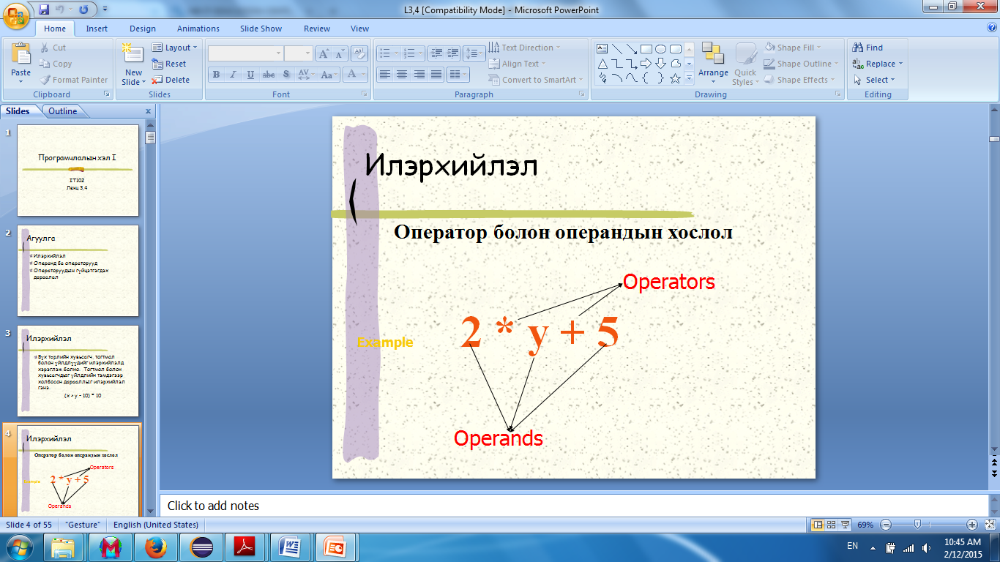 L3,4 [Compatibility Mode] - Microsoft PowerPoint
Home Insert Design Animations Slide Show Review View
Paste
Cut
Copy
Format Painter
Clipboard
New
Slide
Layout
Reset
Delete
Slides
B I U abc S AV Aa A
Font
Text Direction
Align Text
Convert to SmartArt
Paragraph
Arrange
Quick
Styles
Shape Fill
Shape Outline
Shape Effects
Drawing
Find
Replace
Select
Editing
Slides Outline x
1
Програмчлалын хэл I
IT102
Лекц 3,4
2
Агуулга
Илэрхийлэл
Операнд ба операторууд
Операторуудын гүйцэтгэгдэх
дараалал
3
Илэрхийлэл
Бүх төрлийн хувьсагч, тогтмол
болон үйлдлүүдийг илэрхийлэлд
хэрэглэж болно. Тогтмол болон
хувьсагчдыг үйлдлийн тэмдэгээр
холбосон дарааллыг илэрхийлэл
гэнэ.
(x > y – 10) * 10
4
Илэрхийлэл
Оператор болон операндын хослол
Operators
Example
2 * y + 5
Operands
Илэрхийлэл
Оператор болон операндын хослол
Operators
2 * y + 5
Example
Operands
Click to add notes
Slide 4 of 55 "Gesture" English (United States) 69%
EN 10:45 AM
2/12/2015